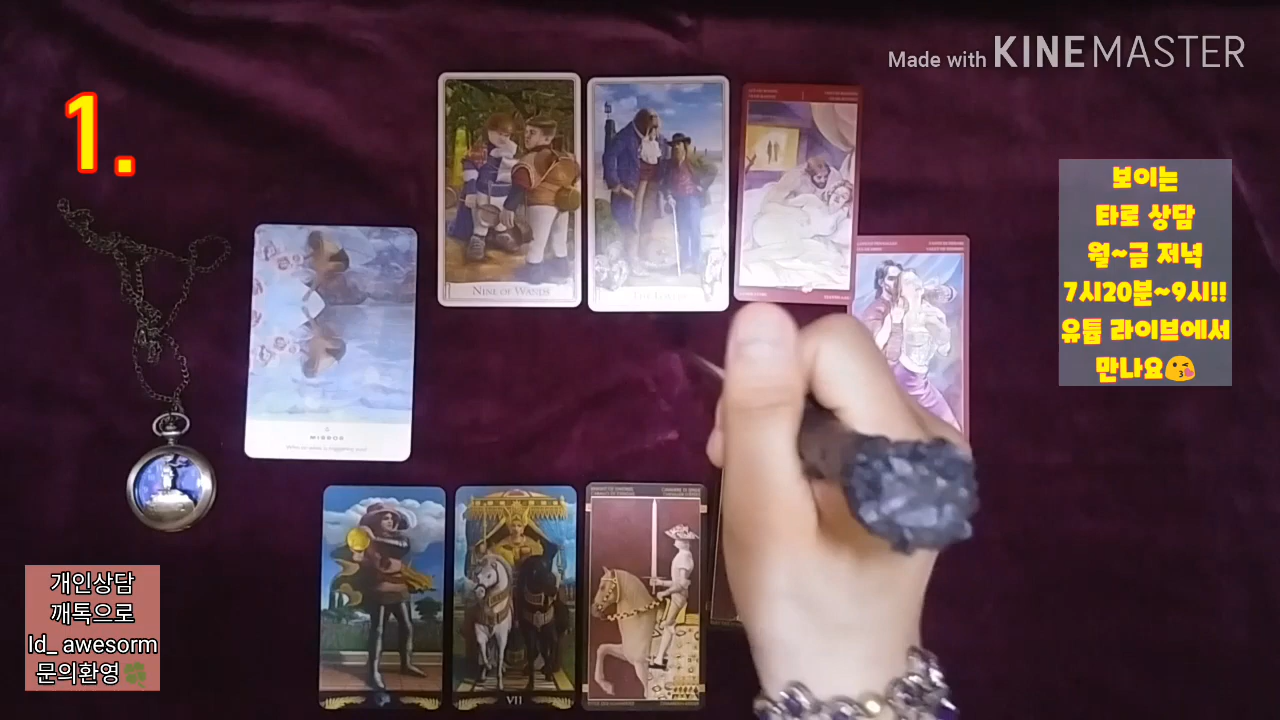 Made with KINEMASTER
1.
보이는
타로 상담
월~금 저녁
7시20분~9시!!
유튭 라이브에서
만나요😘
NINE OF WANDS
MIRROR
VII
개인상담
깨톡으로
Id_ awesorm
문의환영🍀